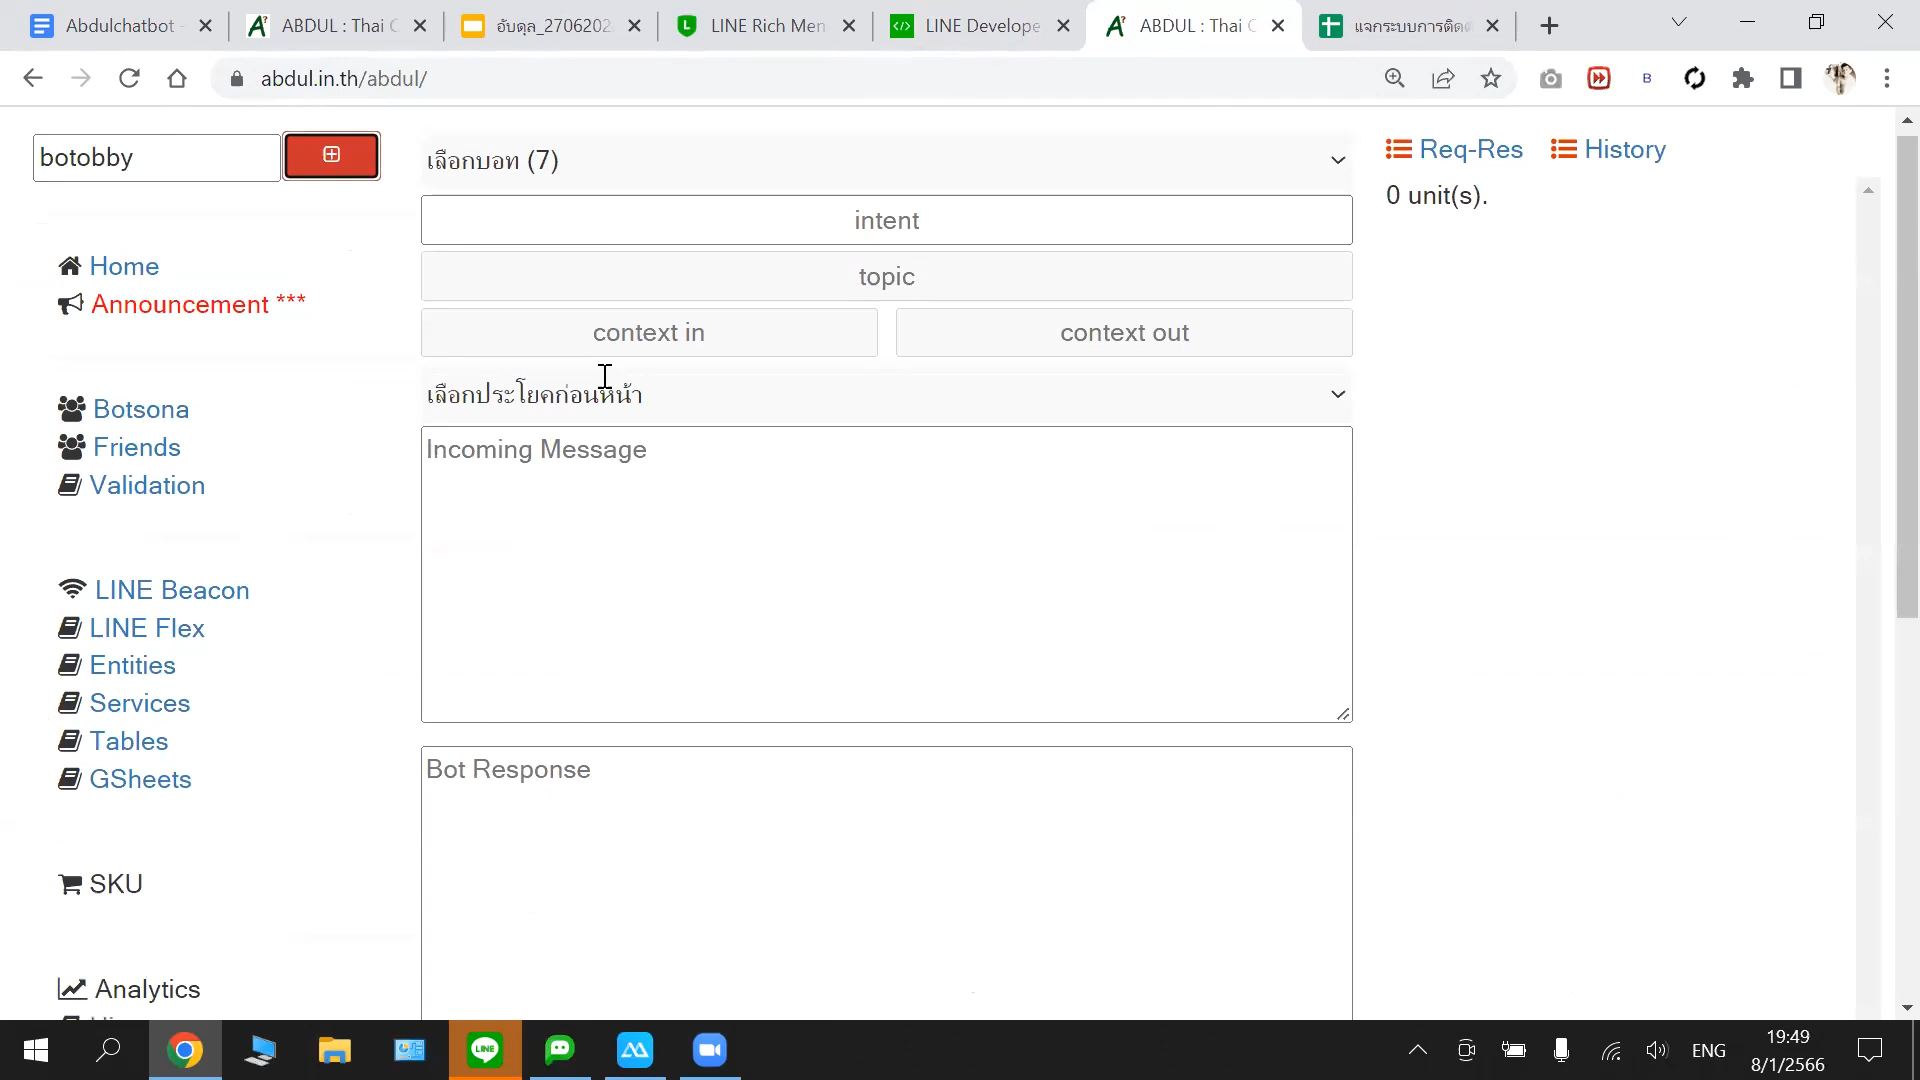 Abdulchatbot -
ABDUL : Thai C
อับดุล_2706202
LINE Rich Men
LINE Develope
ABDUL : Thai C
แจกระบบการติดต
abdul.in.th/abdul/
botobby
เลือกบอท (7)
Req-Res
History
0 unit(s).
intent
topic
context in
context out
เลือกประโยคก่อนหน้า
Incoming Message
Bot Response
Home
Announcement ***
Botsona
Friends
Validation
LINE Beacon
LINE Flex
Entities
Services
Tables
GSheets
SKU
Analytics
LINE
ENG
19:49
8/1/2566